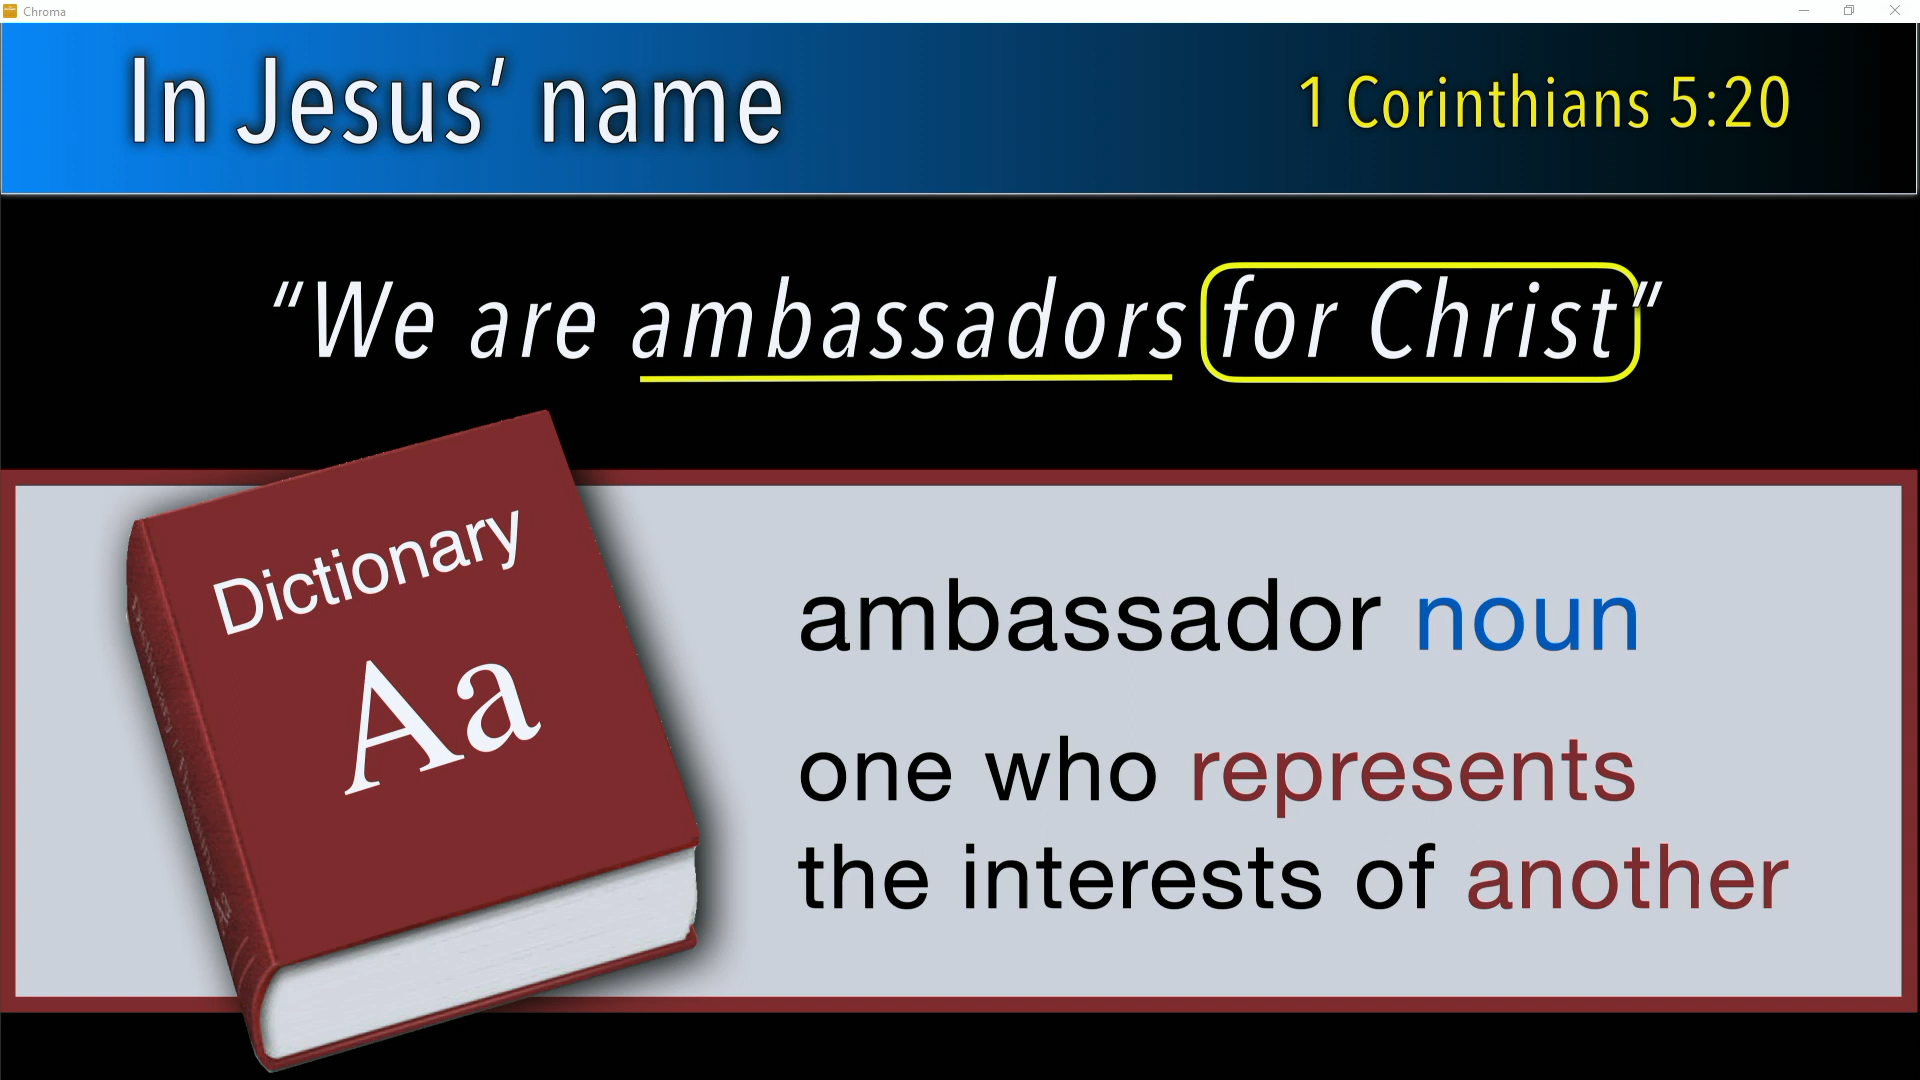 Chroma
In Jesus’ name
1 Corinthians 5:20
“We are ambassadors for Christ”
Dictionary
Aa
ambassador noun
one who represents
the interests of another